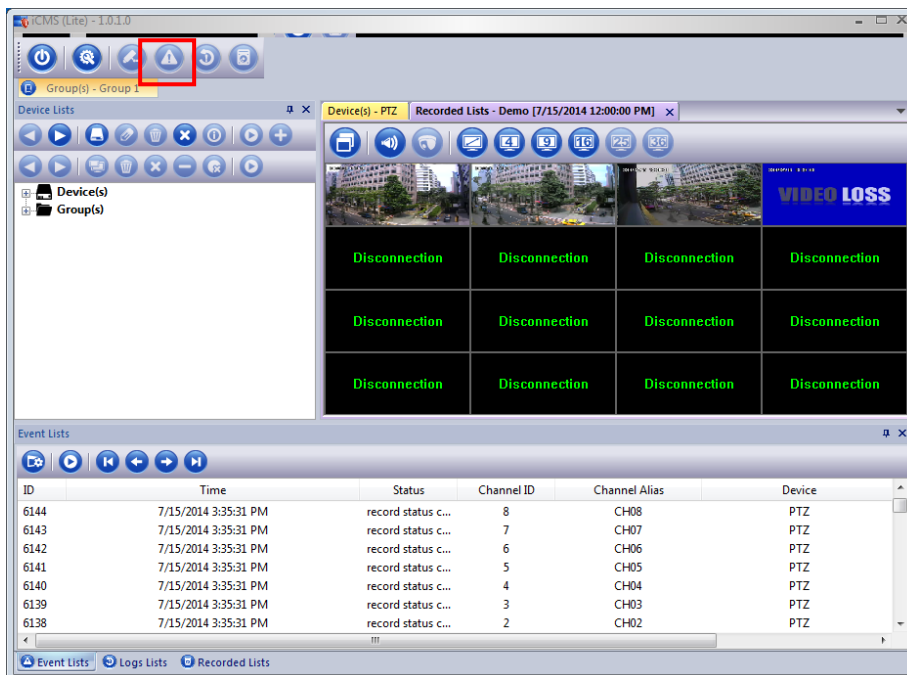 iCMS (Lite) - 1.0.1.0
Group(s) - Group 1
Device Lists
Device(s) - PTZ Recorded Lists - Demo [7/15/2014 12:00:00 PM]
4 9 16 25 36
Device(s)
Group(s)
VIDEO LOSS
Disconnection Disconnection Disconnection Disconnection
Disconnection Disconnection Disconnection Disconnection
Disconnection Disconnection Disconnection Disconnection
Event Lists
ID Time Status Channel ID Channel Alias Device
6144 7/15/2014 3:35:31 PM record status c... 8 CH08 PTZ
6143 7/15/2014 3:35:31 PM record status c... 7 CH07 PTZ
6142 7/15/2014 3:35:31 PM record status c... 6 CH06 PTZ
6141 7/15/2014 3:35:31 PM record status c... 5 CH05 PTZ
6140 7/15/2014 3:35:31 PM record status c... 4 CH04 PTZ
6139 7/15/2014 3:35:31 PM record status c... 3 CH03 PTZ
6138 7/15/2014 3:35:31 PM record status c... 2 CH02 PTZ
Event Lists Logs Lists Recorded Lists